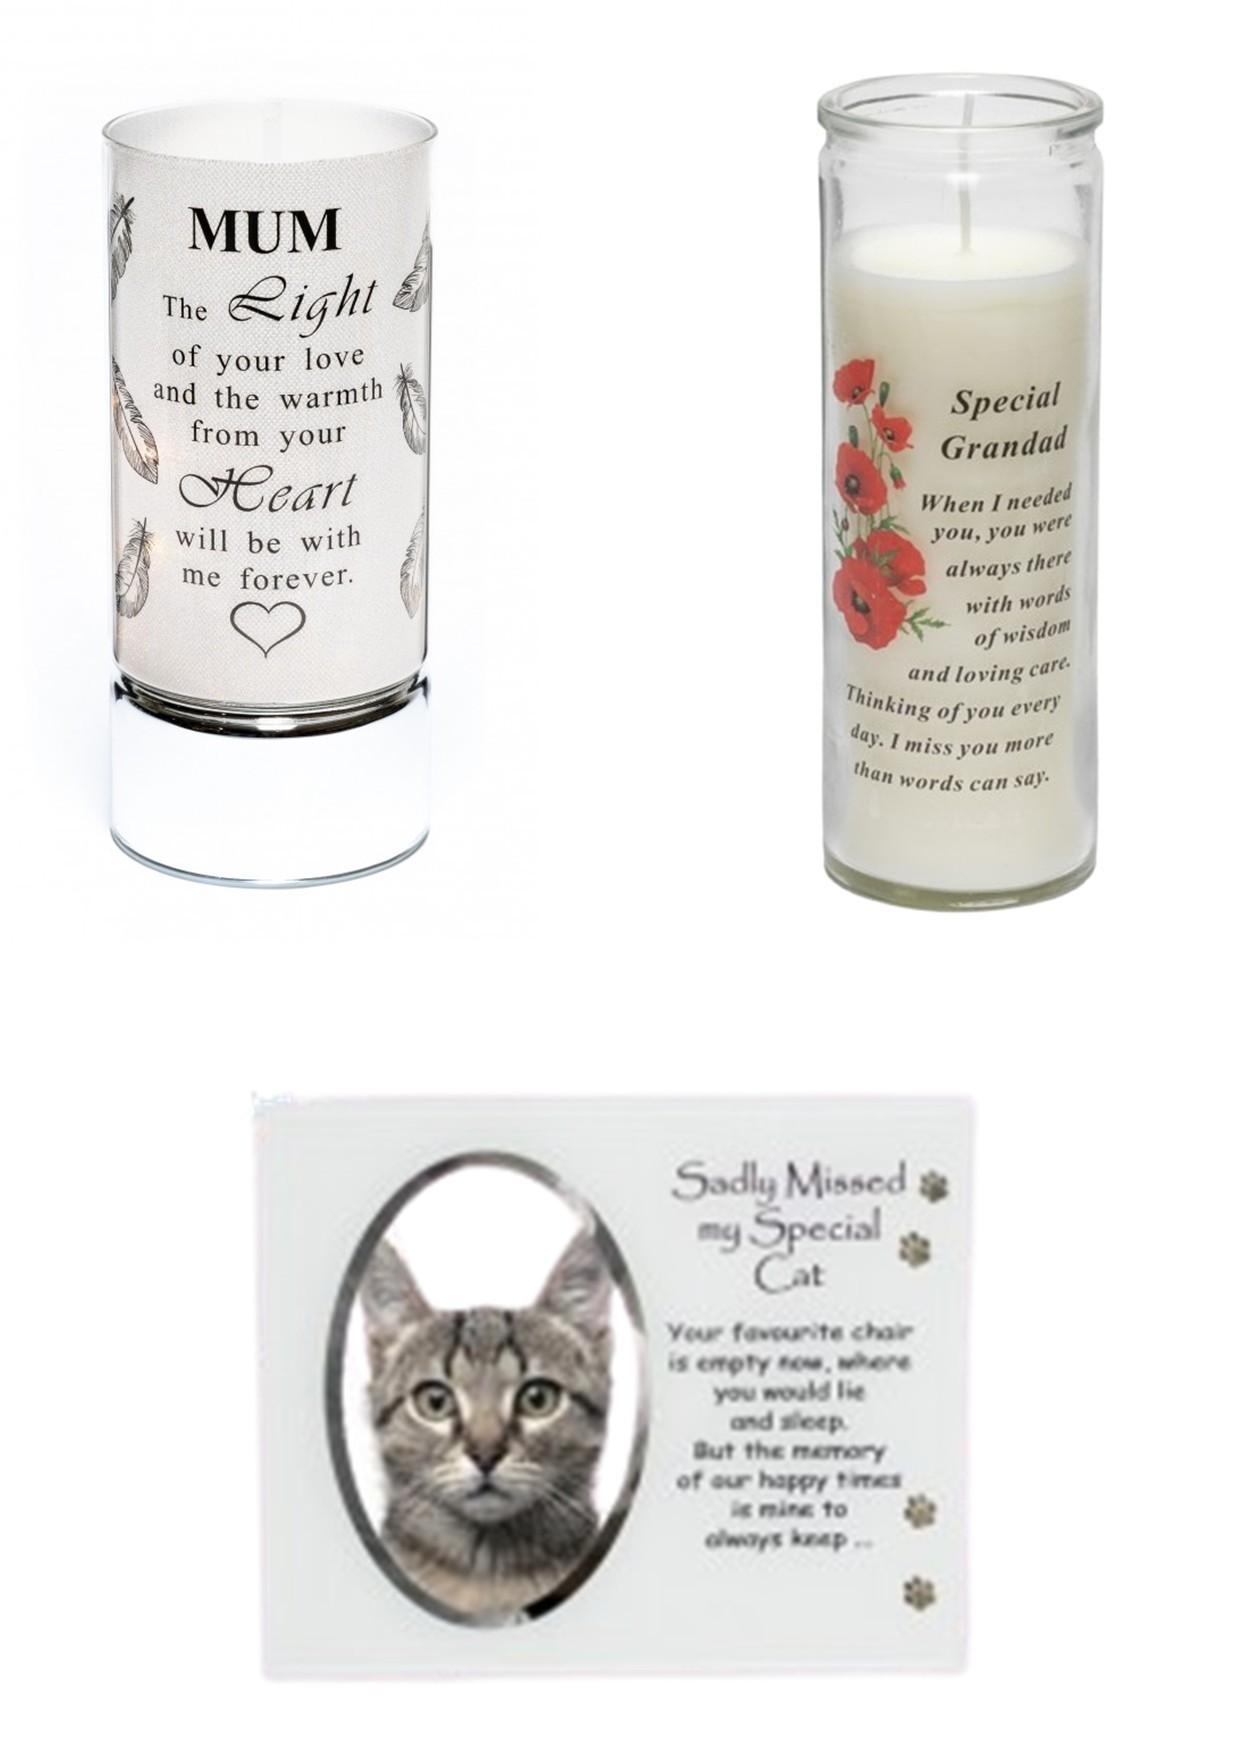 MUM
The Light
of your love
and the warmth
from your
Heart
will be with
me forever.
Special
Grandad
When I needed
you, you were
always there
with words
of wisdom
and loving care.
Thinking of you every
day. I miss you more
than words can say.
Sadly Missed
my Special
Cat
Your favourite chair
is empty now, where
you would lie
and sleep.
But the memory
of our happy times
is mine to
always keep ...